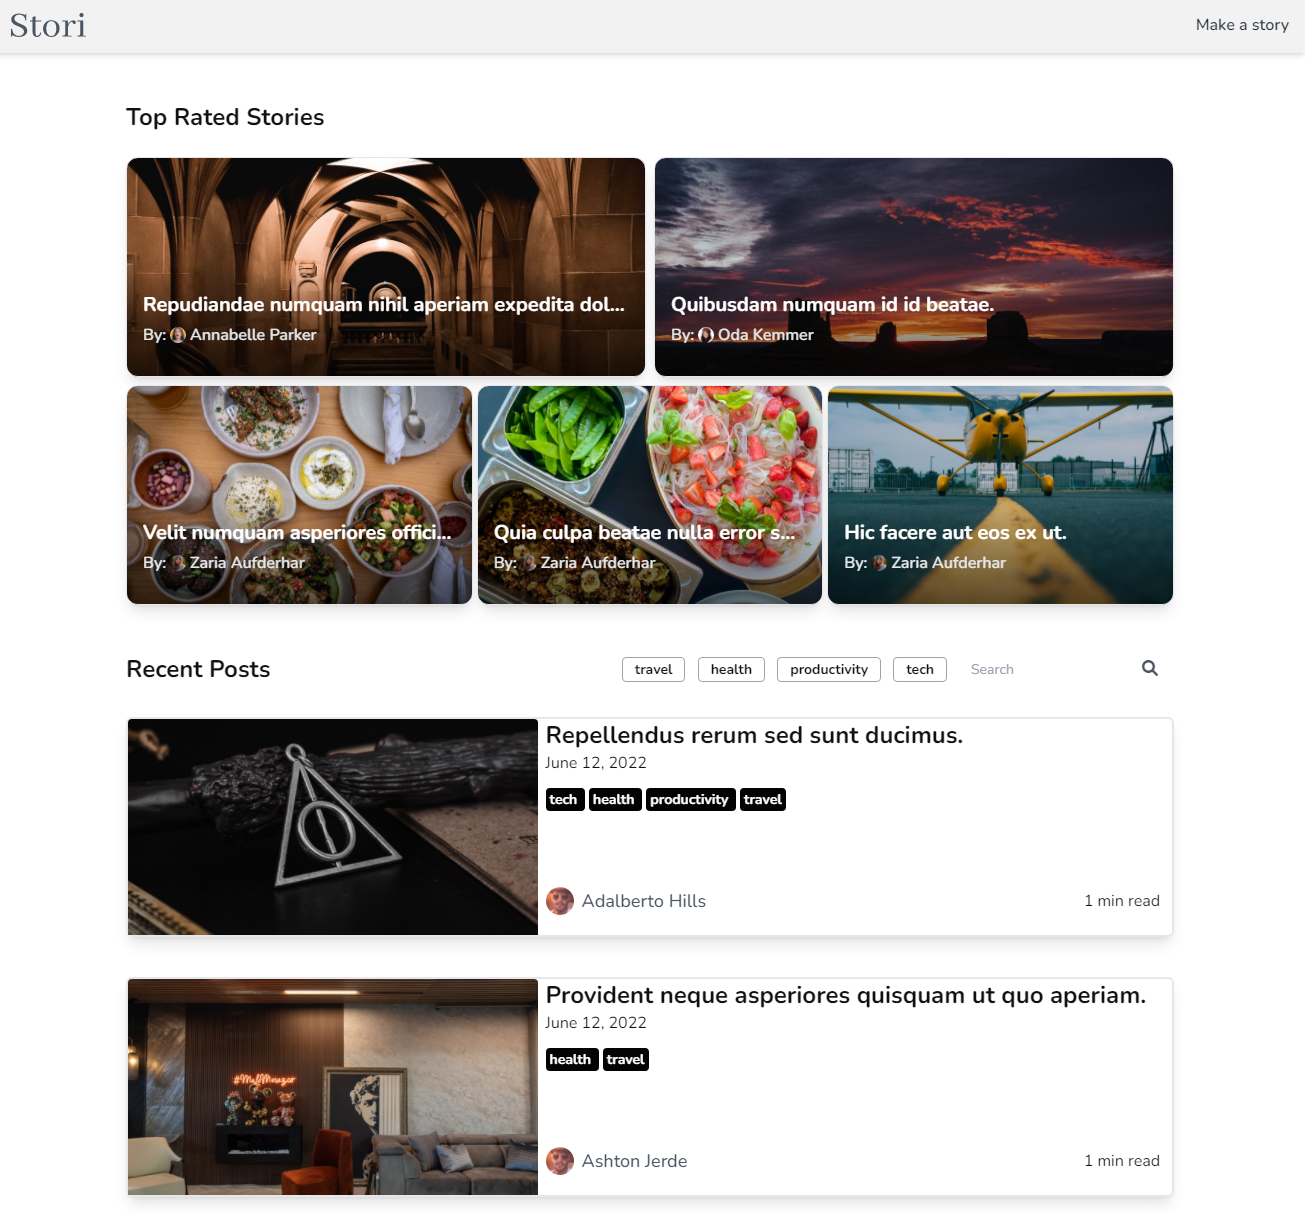 Stori
Make a story
Top Rated Stories
Repudiandae numquam nihil aperiam expedita dol...
By: Annabelle Parker
Quibusdam numquam id id beatae.
By: Oda Kemmer
Velit numquam asperiores offici...
By: Zaria Aufderhar
Quia culpa beatae nulla error s...
By: Zaria Aufderhar
Hic facere aut eos ex ut.
By: Zaria Aufderhar
Recent Posts
travel health productivity tech Search
Repellendus rerum sed sunt ducimus.
June 12, 2022
tech health productivity travel
Adalberto Hills
1 min read
Provident neque asperiores quisquam ut quo aperiam.
June 12, 2022
health travel
Ashton Jerde
1 min read